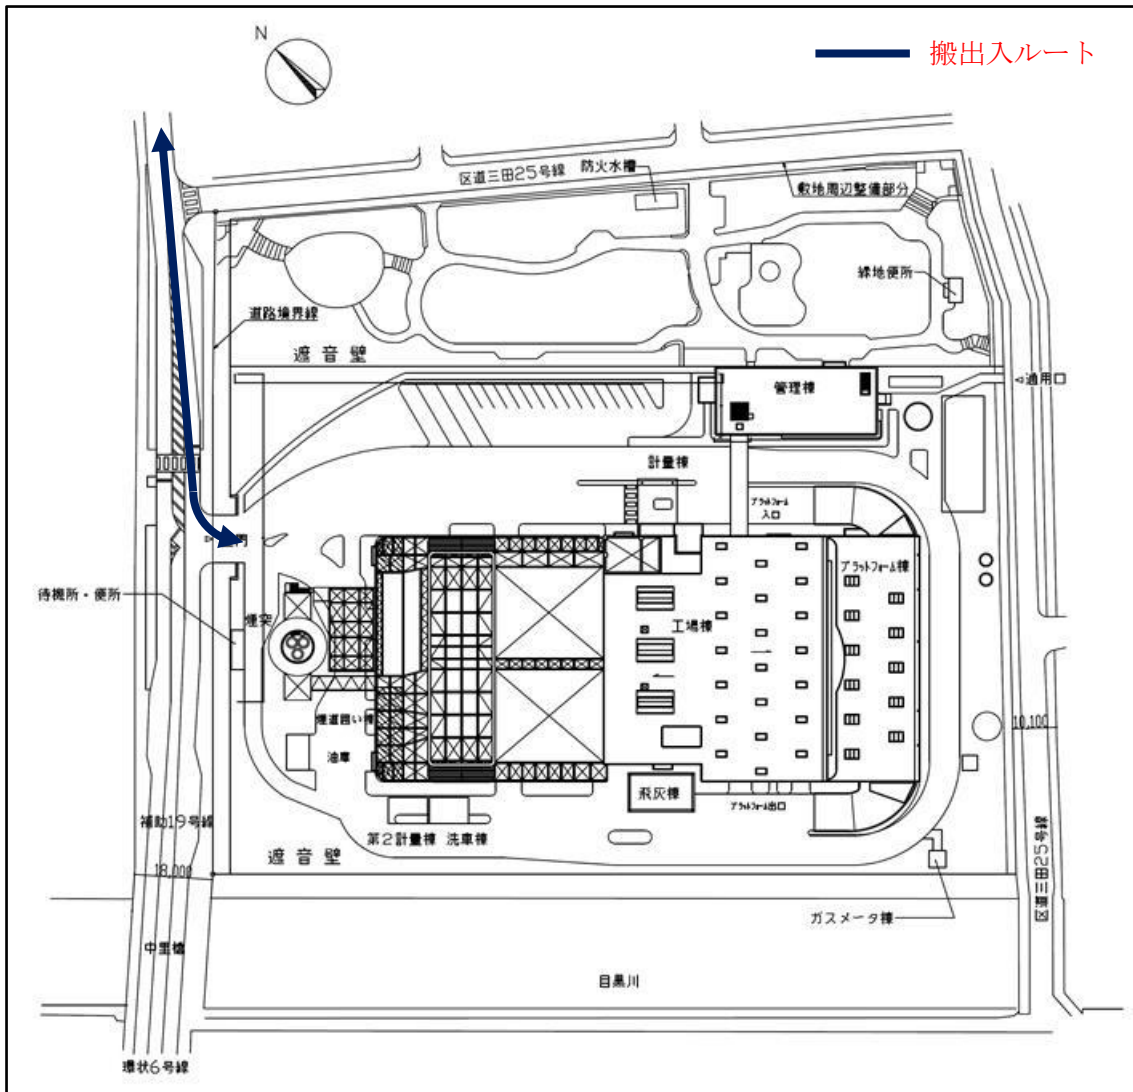 N
搬出入ルート
区道三田25号線
防火水槽
敷地周辺整備部分
緑地便所
道路境界線
遮音壁
管理棟
通用口
計量棟
プラットフォーム
入口
プラットフォーム棟
待機所・便所
煙突
工場棟
煙道囲い棟
油庫
10,100
飛灰棟
プラットフォーム出口
補助19号線
第2計量棟
洗車棟
遮音壁
18,000
区道三田25号線
ガスメータ棟
中里橋
目黒川
環状6号線